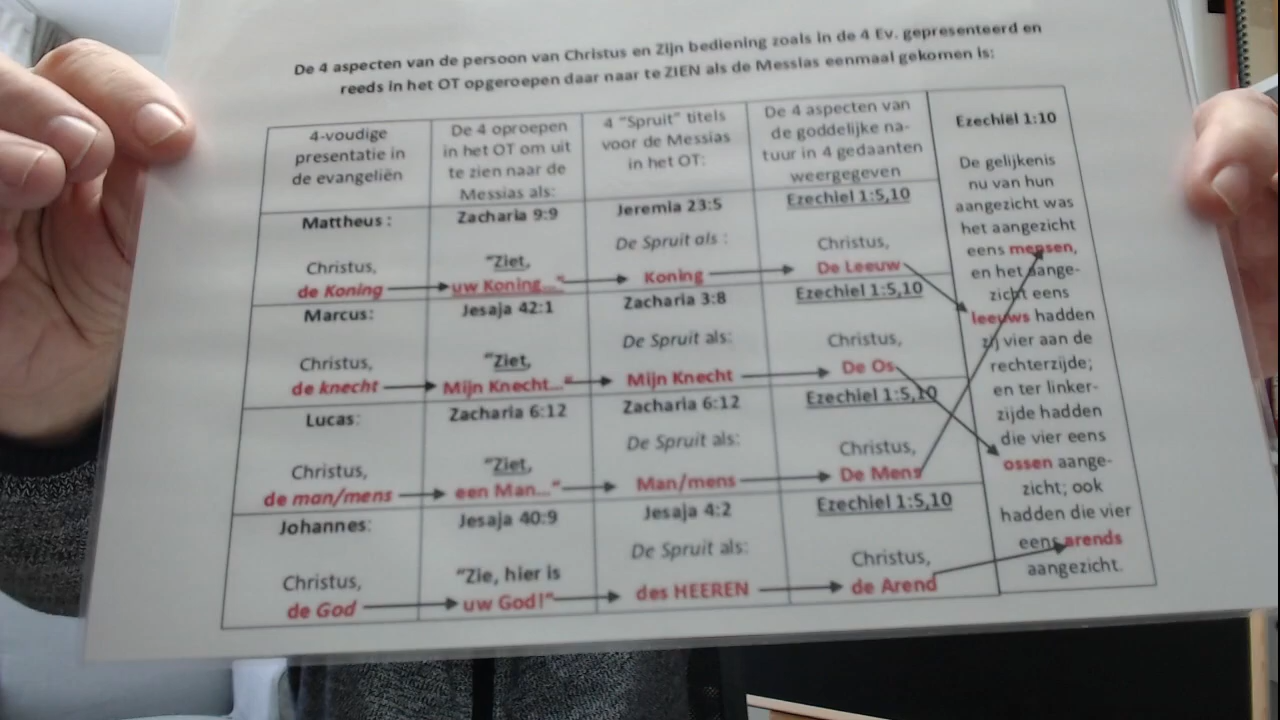 De 4 aspecten van de persoon van Christus en Zijn bediening zoals in de 4 Ev. gepresenteerd en
reeds in het OT opgeroepen daar naar te ZIEN als de Messias eenmaal gekomen is:
4-voudige
presentatie in
de evangeliën
De 4 oproepen
in het OT om uit
te zien naar de
Messias als:
4 “Spruit” titels
voor de Messias
in het OT:
De 4 aspecten van
de goddelijke na-
tuur in 4 gedaanten
weergegeven
Mattheus :
Christus,
de Koning
Zacharia 9:9
“Ziet,
uw Koning...“
Jeremia 23:5
De Spruit als :
Koning
Ezechiel 1:5,10
Christus,
De Leeuw
Marcus:
Christus,
de knecht
Jesaja 42:1
“Ziet,
Mijn Knecht...“
Zacharia 3:8
De Spruit als:
Mijn Knecht
Ezechiel 1:5,10
Christus,
De Os
Lucas:
Christus,
de man/mens
Zacharia 6:12
“Ziet,
een Man...“
Zacharia 6:12
De Spruit als:
Man/mens
Ezechiel 1:5,10
Christus,
De Mens
Johannes:
Christus,
de God
Jesaja 40:9
“Zie, hier is
uw God!“
Jesaja 4:2
De Spruit als:
des HEEREN
Ezechiel 1:5,10
Christus,
de Arend
Ezechiël 1:10
De gelijkenis
nu van hun
aangezicht was
het aangezicht
eens mensen,
en het aange-
zicht eens
leeuws hadden
zij vier aan de
rechterzijde;
en ter linker-
zijde hadden
die vier eens
ossen aange-
zicht; ook
hadden die vier
eens arends
aangezicht.